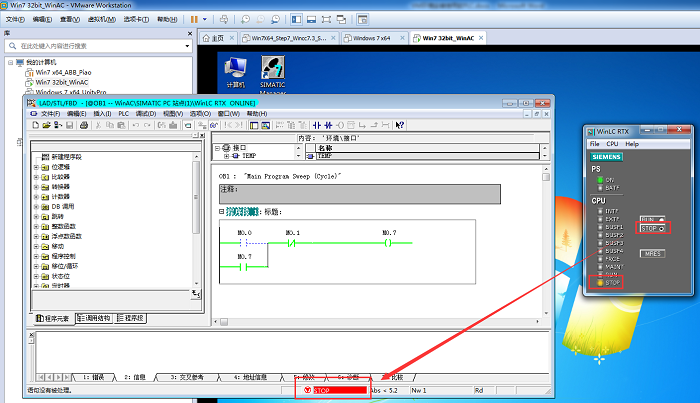 Win7 32bit_WinAC - VMware Workstation
文件(F) 编辑(E) 查看(V) 虚拟机(M) 选项卡(T) 帮助(H)
库
在此处键入内容进行搜索
我的计算机
Win7 x64_ABB_Piao
Win7 32bit_WinAC
Win7 x64 UnityPro
主页
Win7X64_Step7_Wincc7.3_S...
Windows 7 x64
Win7 32bit_WinAC
计算机
SIMATIC
Manager
LAD/STL/FBD - [@OB1 -- WinAC\SIMATIC PC 站点(1)\WinLC RTX ONLINE]
文件(F) 编辑(E) 插入(I) PLC 调试(D) 视图(V) 选项(O) 窗口(W) 帮助(H)
新建程序段
位逻辑
比较器
转换器
计数器
DB 调用
跳转
整数函数
浮点数函数
移动
程序控制
移位/循环
状态位
定时器
程序元素
调用结构
程序段
内容: '环境\接口'
接口
TEMP
名称
TEMP
OB1 : "Main Program Sweep (Cycle)"
注释:
程序段 1: 标题:
M0.0 M0.1 M0.7
M0.7
1: 错误 2: 信息 3: 交叉参考 4: 地址信息 5: 修改 6: 诊断 7: 比较
语句没有被处理。
STOP
Abs < 5.2
Nw 1
Rd
WinLC RTX
File CPU Help
SIEMENS
PS
ON
BATF
CPU
INTF
EXTF
BUSF1
BUSF2
BUSF3
BUSF4
FRCE
MAINT
RUN
STOP
RUN
STOP
MRES